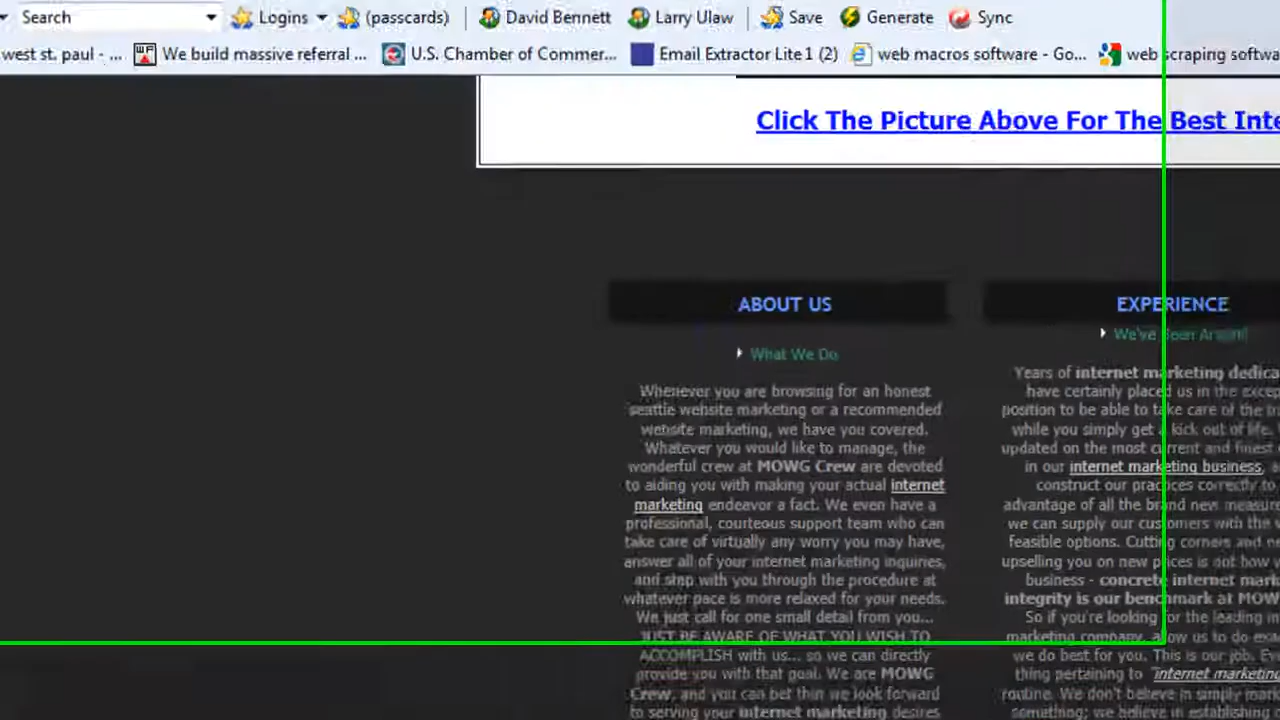 Search Logins (passcards) David Bennett Larry Ulaw Save Generate Sync
west st. paul - ... We build massive referral ... U.S. Chamber of Commer... Email Extractor Lite1 (2) web macros software - Go... web scraping softwa
Click The Picture Above For The Best Inte
ABOUT US
What We Do
Whenever you are browsing for an honest
seattle website marketing or a recommended
website marketing, we have you covered.
Whatever you would like to manage, the
wonderful crew at MOWG Crew are devoted
to aiding you with making your actual internet
marketing endeavor a fact. We even have a
professional, courteous support team who can
take care of virtually any worry you may have,
answer all of your internet marketing inquiries,
and step with you through the procedure at
whatever pace is more relaxed for your needs.
We just call for one small detail from you...
JUST BE AWARE OF WHAT YOU WISH TO
ACCOMPLISH with us... so we can directly
provide you with that goal. We are MOWG
Crew, and you can bet thin we look forward
to serving your internet marketing desires
EXPERIENCE
We've Been Around!
Years of internet marketing dedica
have certainly placed us in the excep
position to be able to take care of the
while you simply get a kick out of life.
updated on the most current and finest
in our internet marketing business,
construct our practices correctly to
advantage of all the brand new measure
we can supply our customers with the
feasible options. Cutting corners and ne
upselling you on new prices is not how
business - concrete internet mark
integrity is our benchmark at MOW
So if you're looking for the leading in
marketing company, allow us to do exa
we do best for you. This is our job. Eve
thing pertaining to "internet marketing
routine. We don't believe in simply mark
something; we believe in establishing